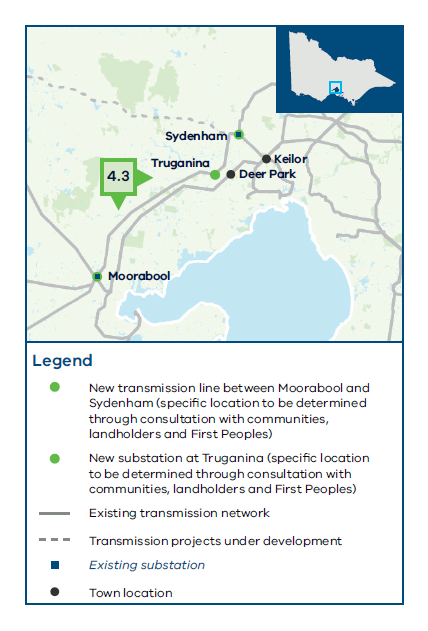 Sydenham
Truganina
Keilor
Deer Park
4.3
Moorabool
Legend
New transmission line between Moorabool and
Sydenham (specific location to be determined
through consultation with communities,
landholders and First Peoples)
New substation at Truganina (specific location
to be determined through consultation with
communities, landholders and First Peoples)
Existing transmission network
Transmission projects under development
Existing substation
Town location